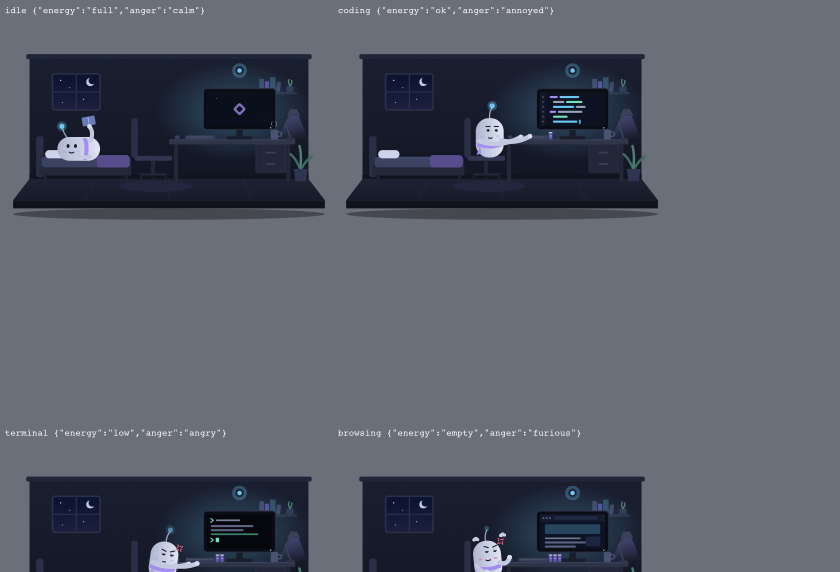 idle {"energy":"full","anger":"calm"}
coding {"energy":"ok","anger":"annoyed"}
terminal {"energy":"low","anger":"angry"}
browsing {"energy":"empty","anger":"furious"}